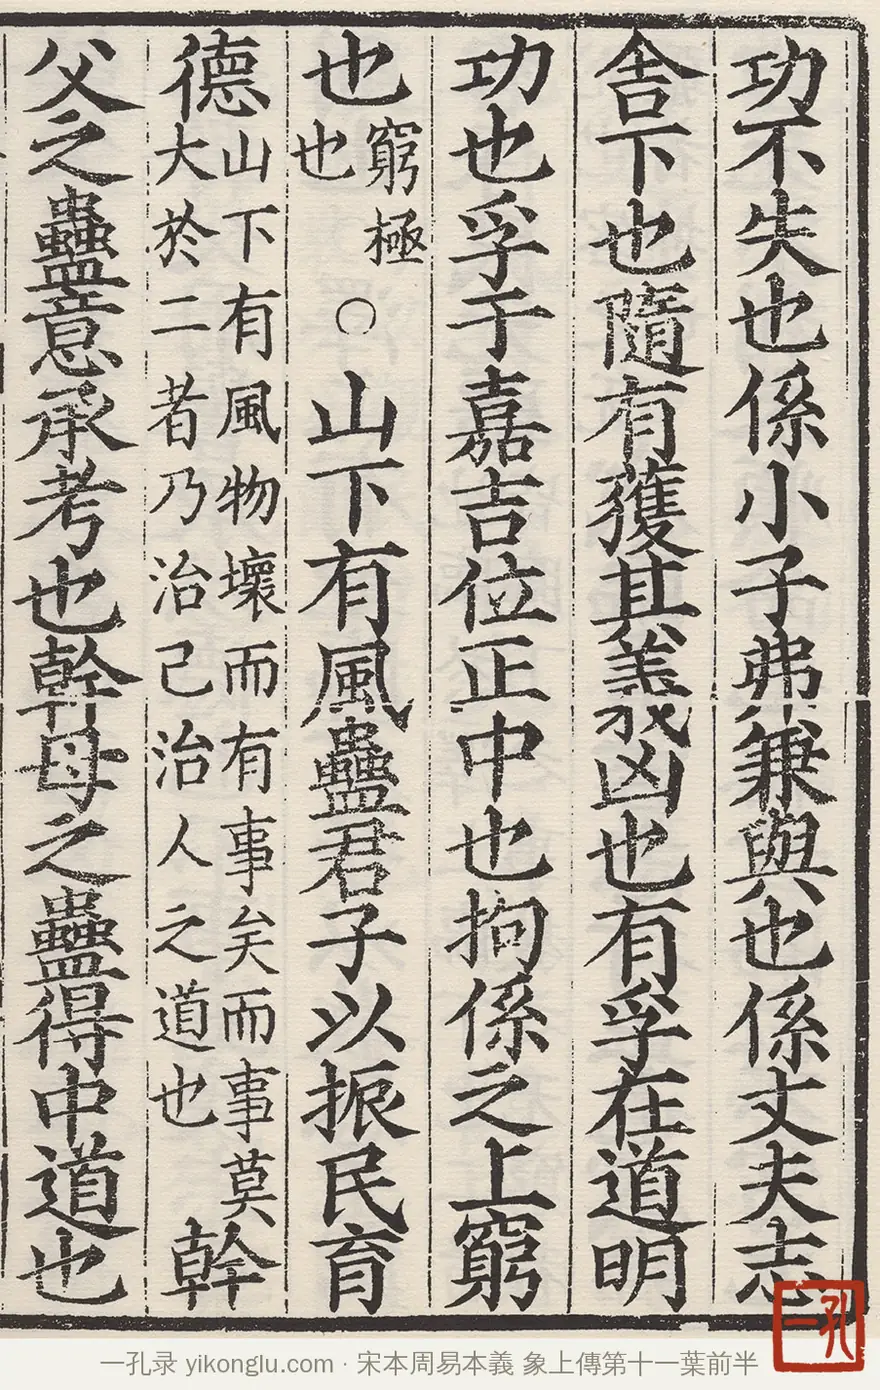 功不失也係小子弗兼與也係丈夫志
舍下也隨有獲其義凶也有孚在道明
功也孚于嘉吉位正中也拘係之上窮
也窮極也○山下有風蠱君子以振民育
德山下有風物壞而有事矣而事莫大於二者乃治己治人之道也幹
父之蠱意承考也幹母之蠱得中道也
一孔录 yikonglu.com · 宋本周易本義 象上傳第十一葉前半
一孔